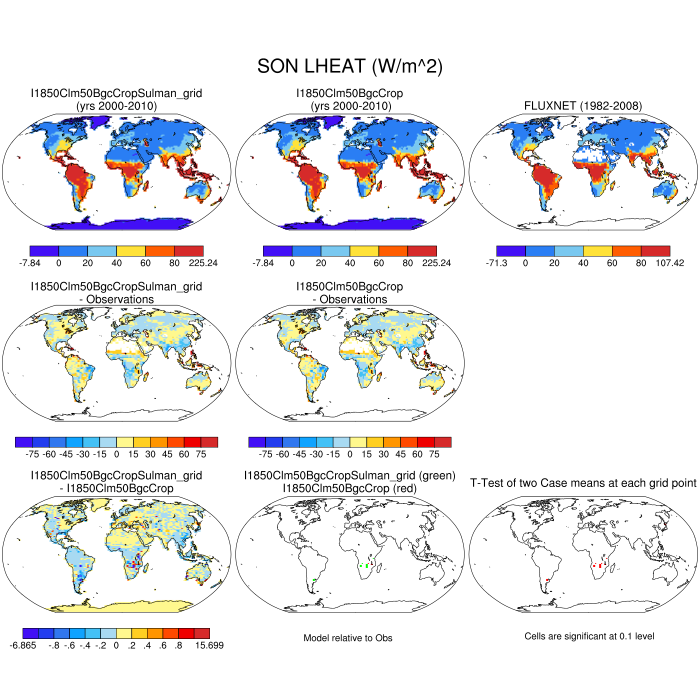 SON LHEAT (W/m^2)
I1850Clm50BgcCropSulman_grid
(yrs 2000-2010)
I1850Clm50BgcCrop
(yrs 2000-2010)
FLUXNET (1982-2008)
-7.84 0 20 40 60 80 225.24
-7.84 0 20 40 60 80 225.24
-71.3 0 20 40 60 80 107.42
I1850Clm50BgcCropSulman_grid
- Observations
I1850Clm50BgcCrop
- Observations
-75 -60 -45 -30 -15 0 15 30 45 60 75
-75 -60 -45 -30 -15 0 15 30 45 60 75
I1850Clm50BgcCropSulman_grid
- I1850Clm50BgcCrop
I1850Clm50BgcCropSulman_grid (green)
I1850Clm50BgcCrop (red)
T-Test of two Case means at each grid point
-6.865 -.8 -.6 -.4 -.2 0 .2 .4 .6 .8 15.699
Model relative to Obs
Cells are significant at 0.1 level